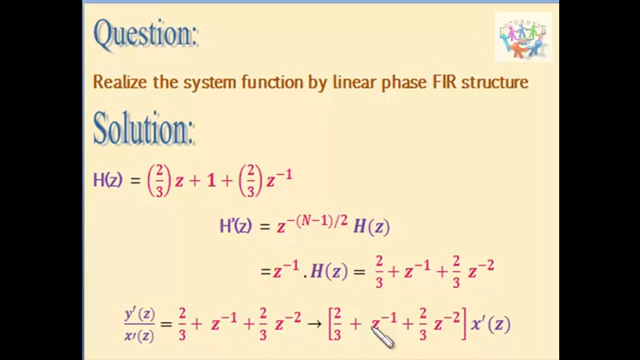 Question:
Realize the system function by linear phase FIR structure
Solution:
H(z) = (2/3) z + 1 + (2/3) z⁻¹
H'(z) = z^{-(N-1)/2} H(z)
=z⁻¹ . H(z) = 2/3 + z⁻¹ + 2/3 z⁻²
y'(z)/x'(z) = 2/3 + z⁻¹ + 2/3 z⁻² → [2/3 + z⁻¹ + 2/3 z⁻²] x'(z)